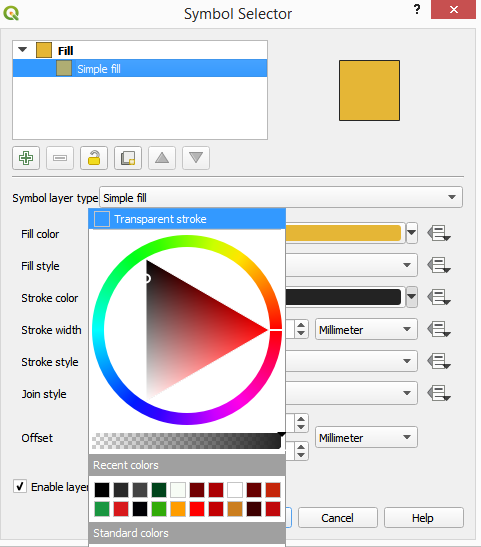 Symbol Selector
?
Fill
Simple fill
Symbol layer type Simple fill
Transparent stroke
Fill color
Fill style
Stroke color
Stroke width
Millimeter
Stroke style
Join style
Offset
Millimeter
Recent colors
Enable layer
Cancel
Help
Standard colors